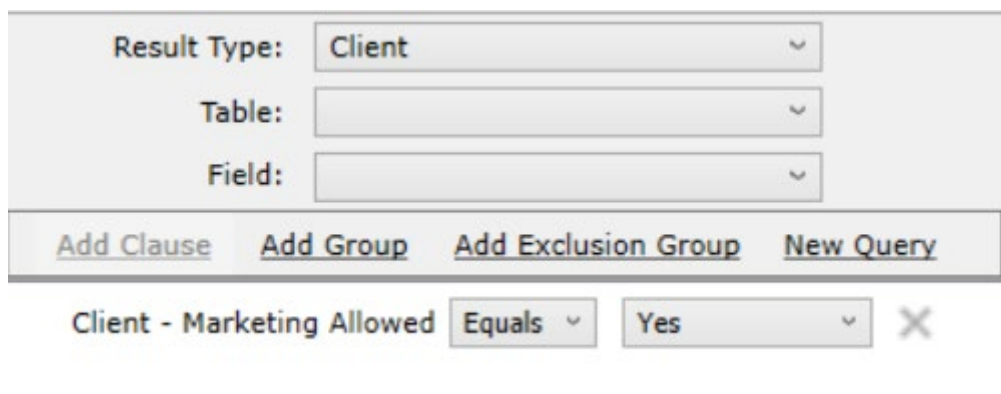 Result Type: Client
Table:
Field:
Add Clause Add Group Add Exclusion Group New Query
Client - Marketing Allowed Equals Yes